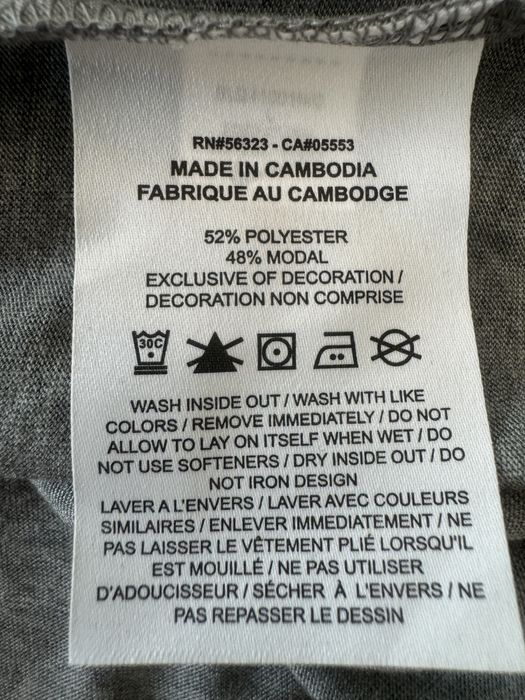 RN#56323 - CA#05553
MADE IN CAMBODIA
FABRIQUE AU CAMBODGE
52% POLYESTER
48% MODAL
EXCLUSIVE OF DECORATION /
DECORATION NON COMPRISE
30C
WASH INSIDE OUT / WASH WITH LIKE
COLORS / REMOVE IMMEDIATELY / DO NOT
ALLOW TO LAY ON ITSELF WHEN WET / DO
NOT USE SOFTENERS / DRY INSIDE OUT / DO
NOT IRON DESIGN
LAVER A L'ENVERS / LAVER AVEC COULEURS
SIMILAIRES / ENLEVER IMMEDIATEMENT / NE
PAS LAISSER LE VÊTEMENT PLIÉ LORSQU'IL
EST MOUILLÉ / NE PAS UTILISER
D'ADOUCISSEUR / SÉCHER À L'ENVERS / NE
PAS REPASSER LE DESSIN